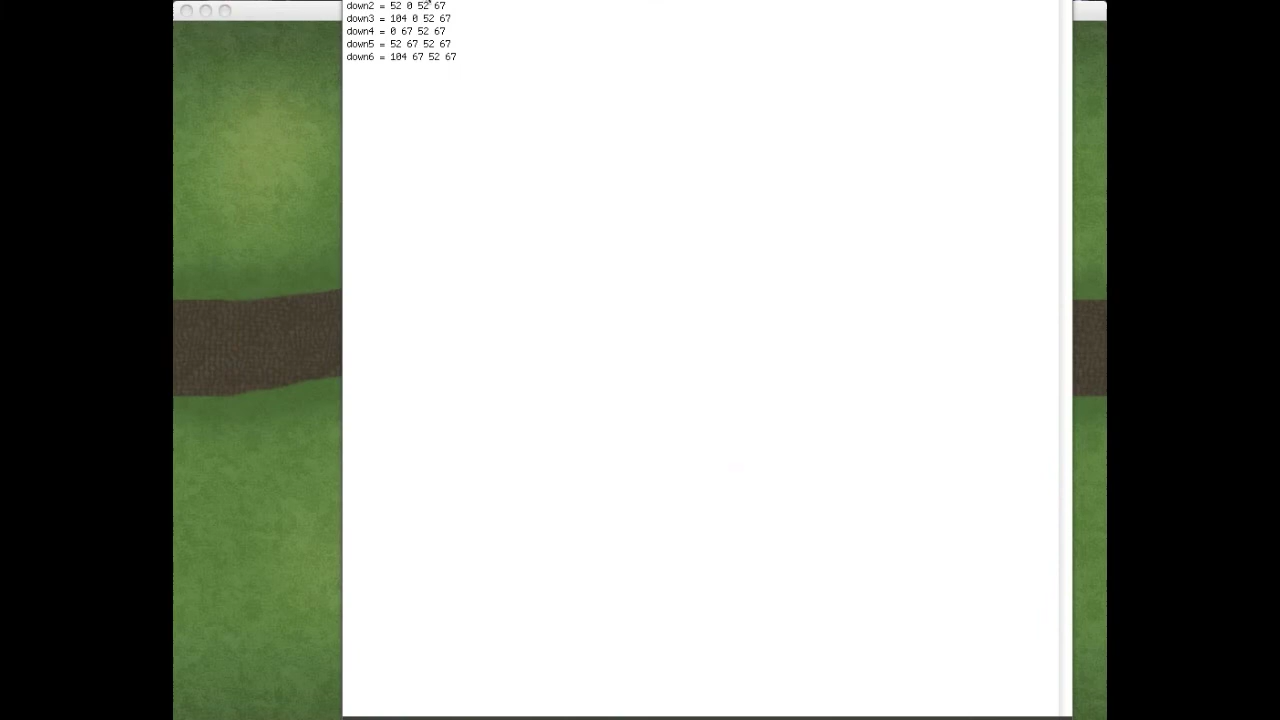 down2 = 52 0 52 67
down3 = 104 0 52 67
down4 = 0 67 52 67
down5 = 52 67 52 67
down6 = 104 67 52 67